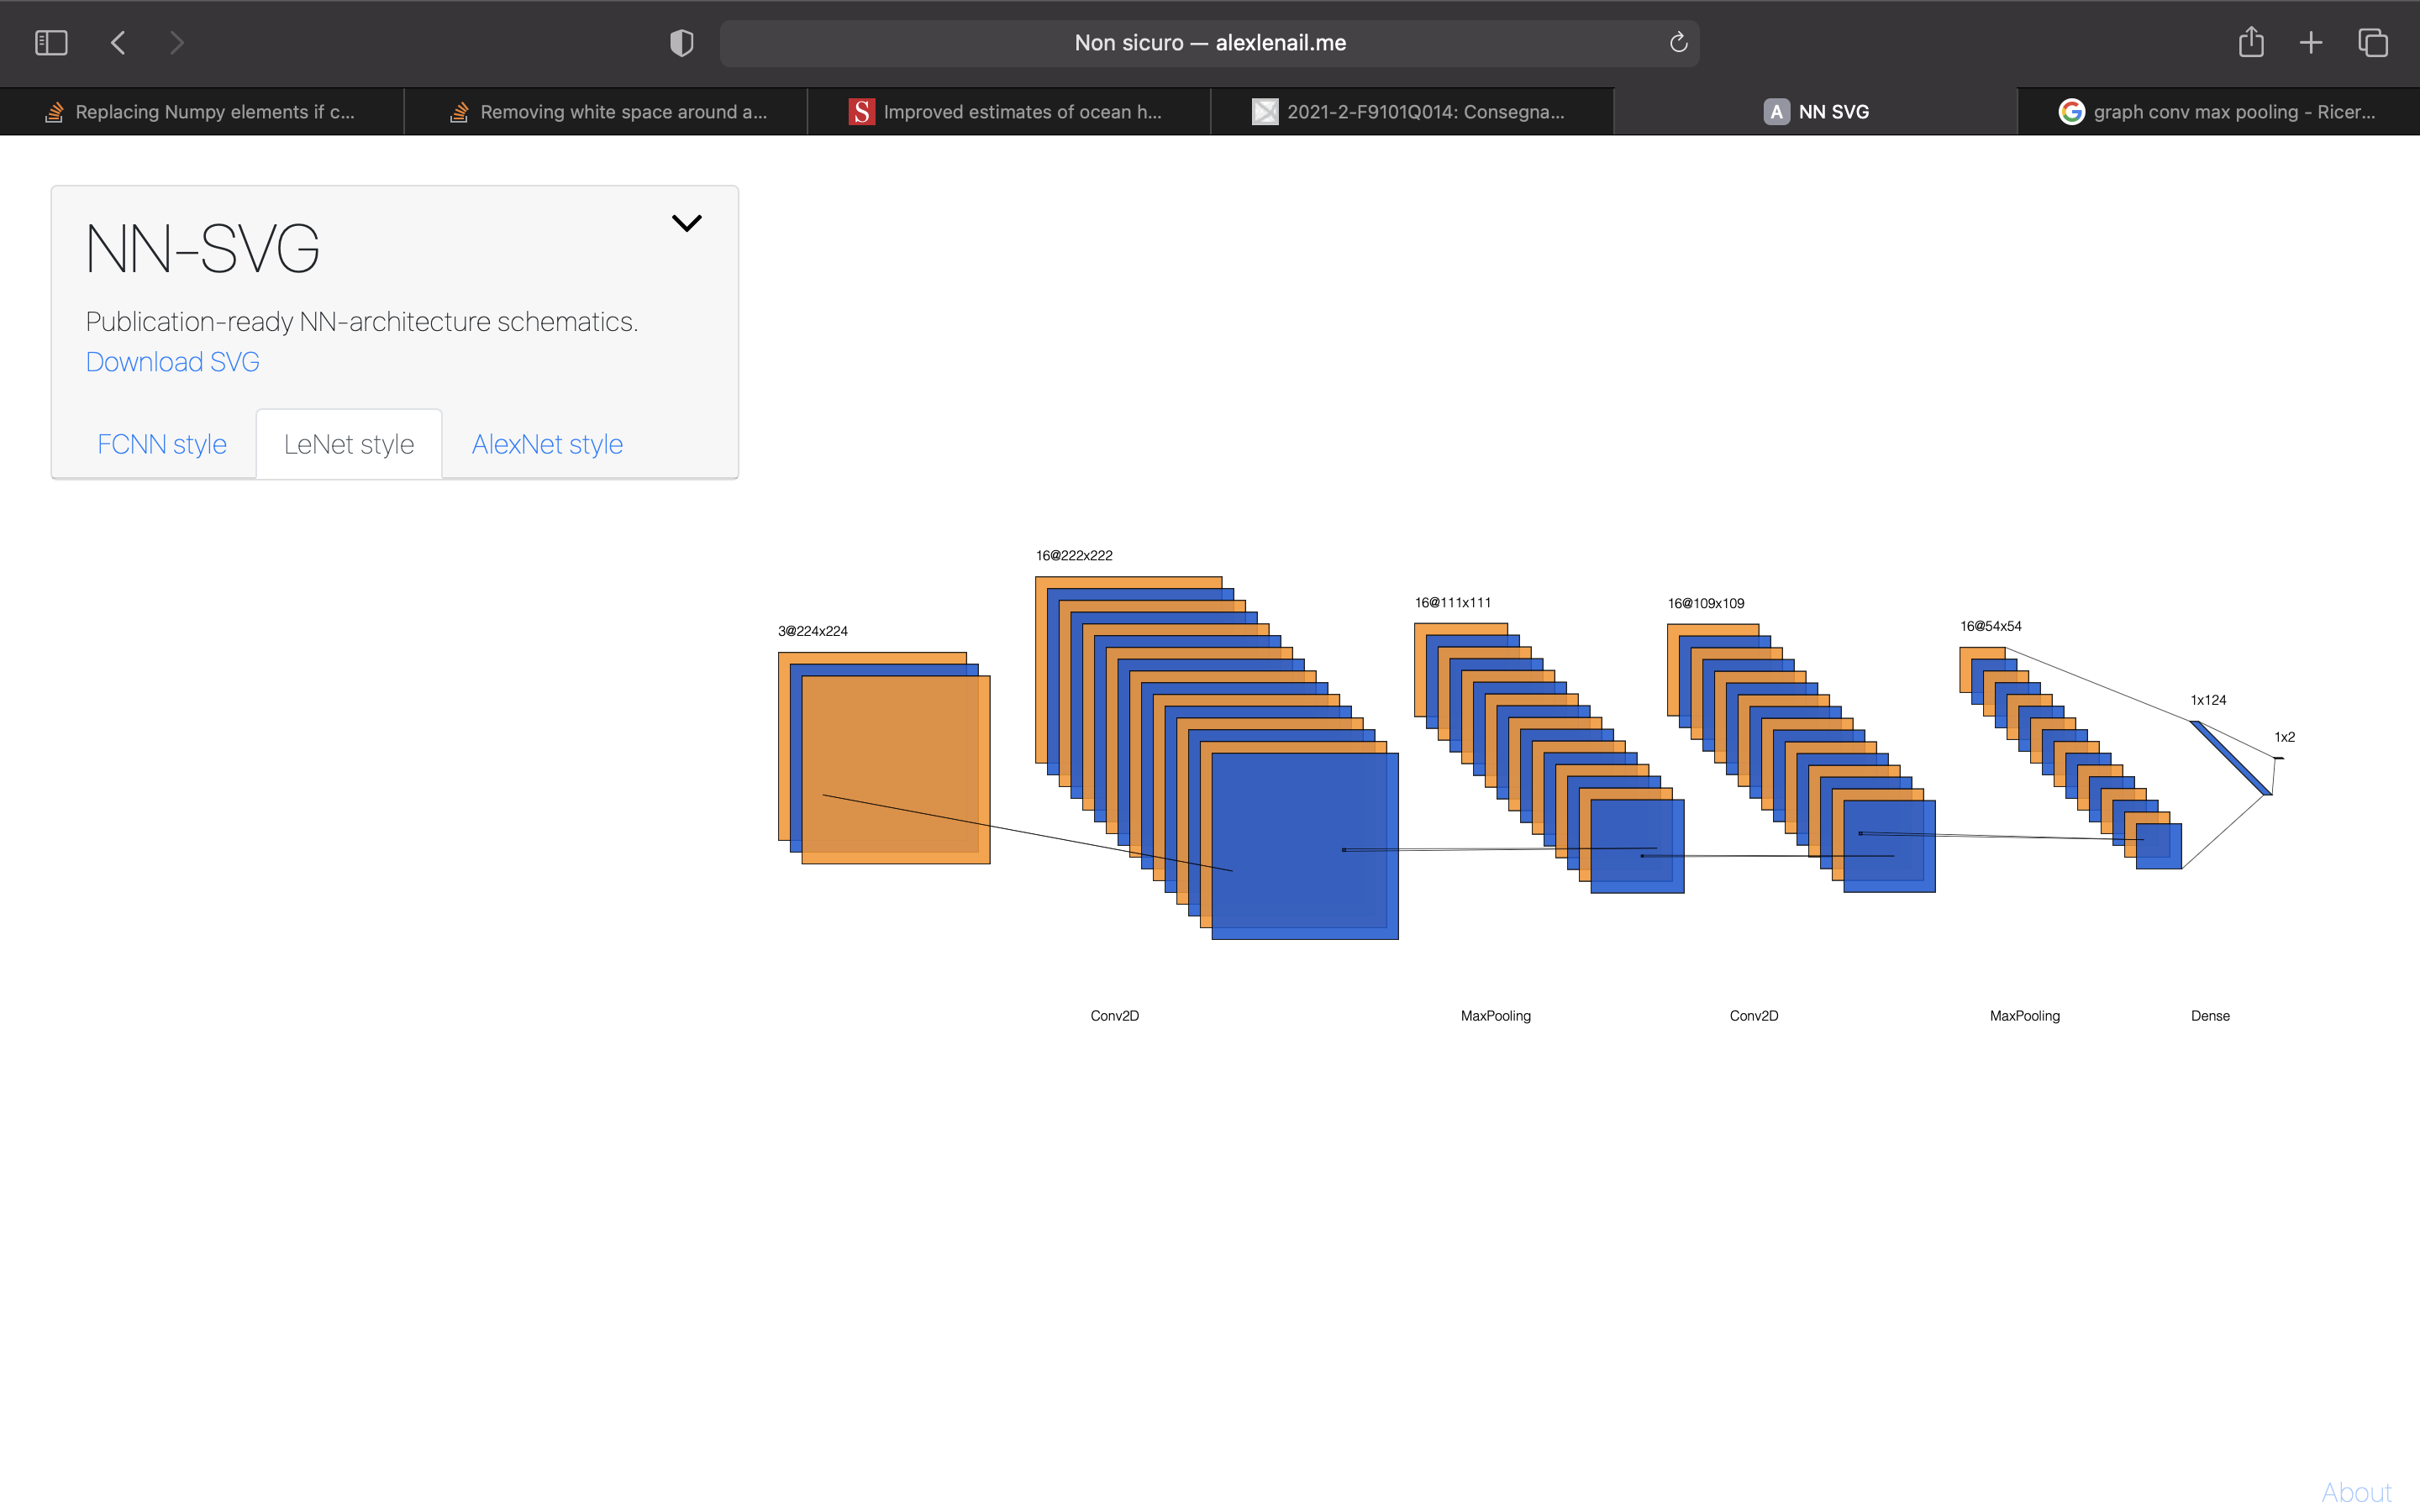 Non sicuro — alexlenail.me
Replacing Numpy elements if c...
Removing white space around a...
S Improved estimates of ocean h...
2021-2-F9101Q014: Consegna...
A NN SVG
G graph conv max pooling - Ricer...
NN-SVG
Publication-ready NN-architecture schematics.
Download SVG
FCNN style
LeNet style
AlexNet style
16@222x222
16@111x111
16@109x109
16@54x54
3@224x224
1x124
1x2
Conv2D
MaxPooling
Conv2D
MaxPooling
Dense
About